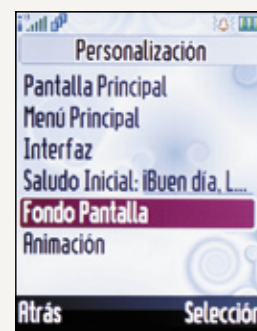 Personalización
Pantalla Principal
Menú Principal
Interfaz
Saludo Inicial: ¡Buen día, L....
Fondo Pantalla
Animación
Atrás Selección